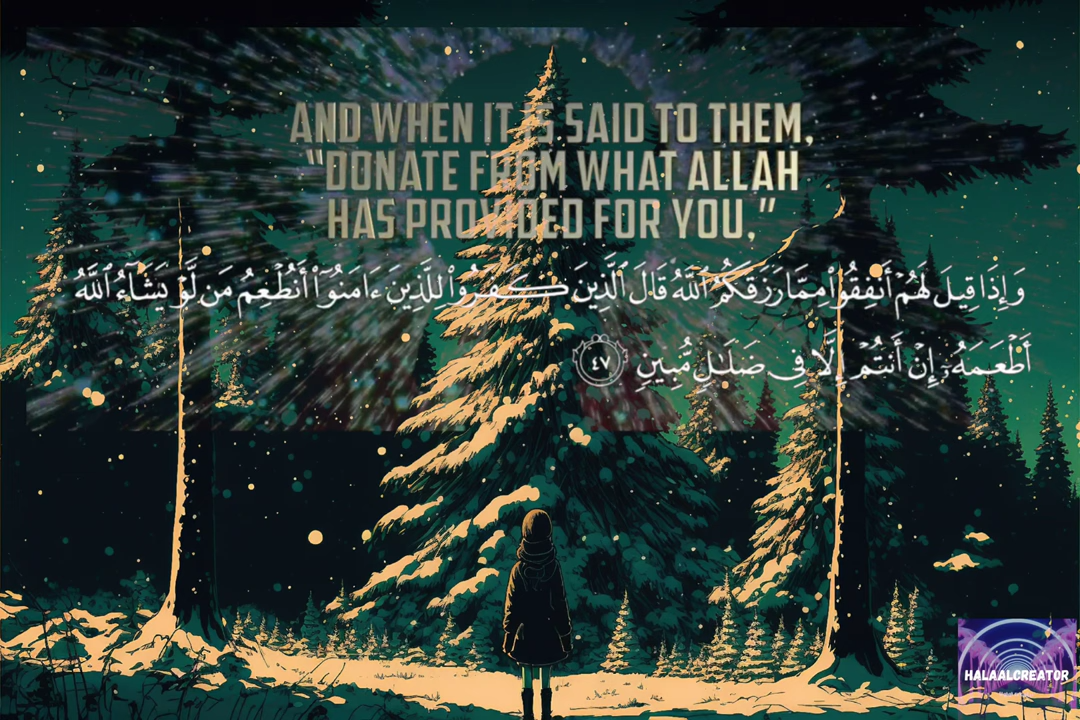 AND WHEN IT IS SAID TO THEM,
"DONATE FROM WHAT ALLAH
HAS PROVIDED FOR YOU,"
وَإِذَا قِيلَ لَهُمْ أَنفِقُوا۟ مِمَّا رَزَقَكُمُ ٱللَّهُ قَالَ ٱلَّذِينَ كَفَرُوا۟ لِلَّذِينَ ءَامَنُوٓا۟ أَنُطْعِمُ مَن لَّوْ يَشَآءُ ٱللَّهُ
أَطْعَمَهُۥٓ إِنْ أَنتُمْ إِلَّا فِى ضَلَـٰلٍ مُّبِينٍ ٤٧
HALAALCREATOR